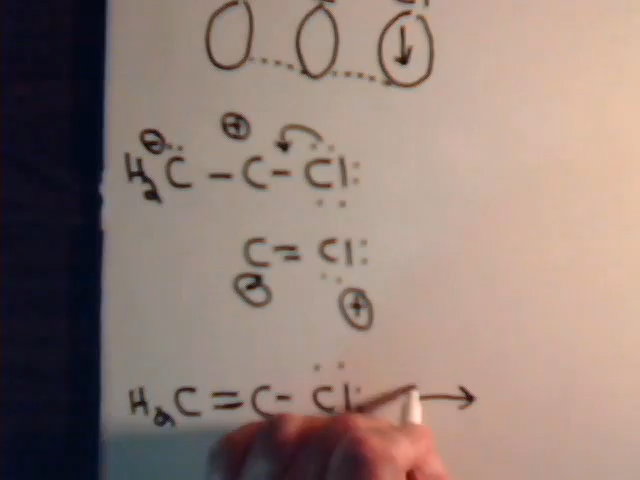 ⊕
H₂C̈⊖ – C – Cl:
C = Cl:
⊖ ⊕
H₂C = C – Cl: →